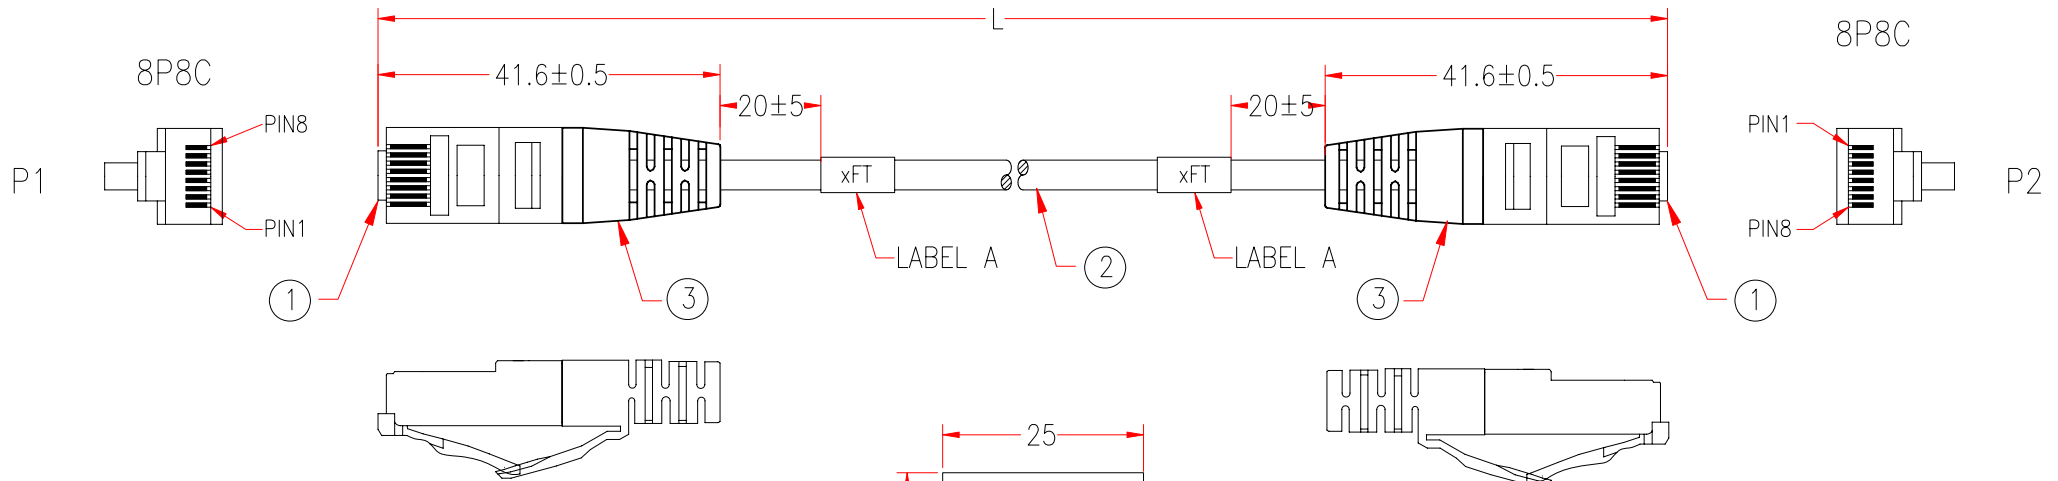 L
8P8C
8P8C
41.6±0.5
41.6±0.5
20±5
20±5
PIN8
PIN1
P1
xFT
xFT
P2
PIN1
PIN8
LABEL A
LABEL A
2
1
3
3
1
25